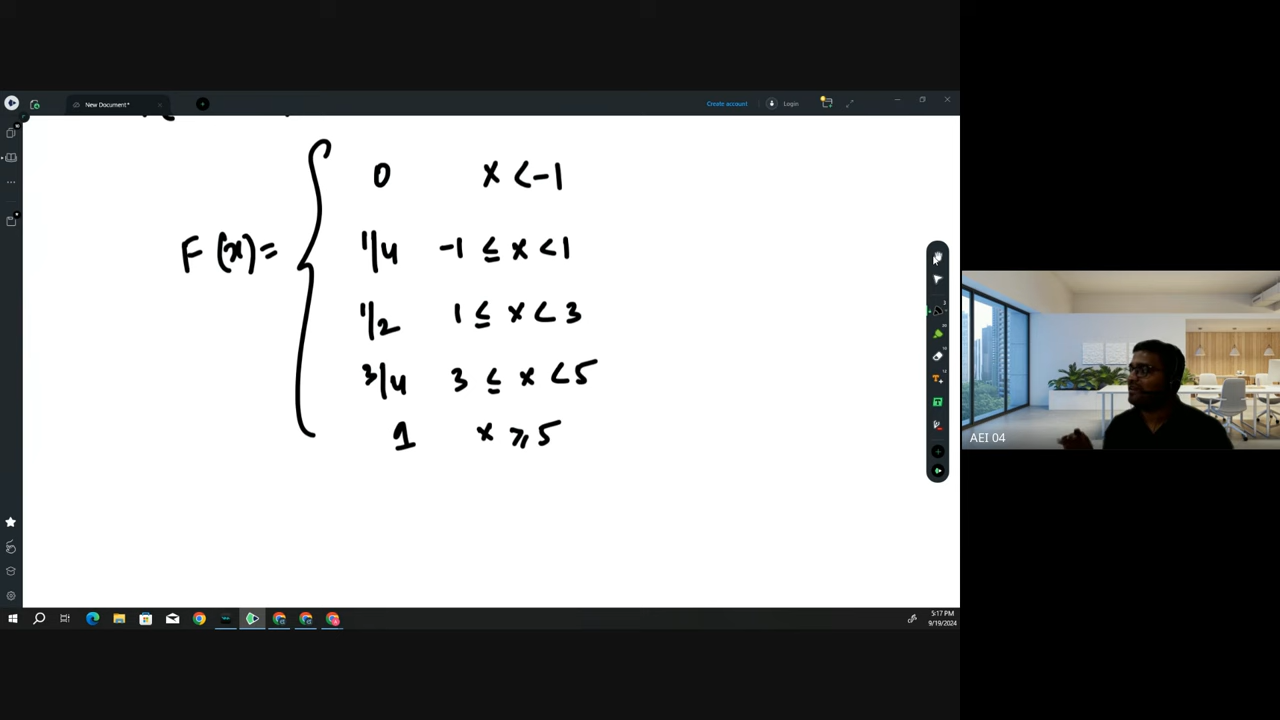 New Document*
Create account
Login
0 x < -1
F (x) = 1/4 -1 ≤ x < 1
1/2 1 ≤ x < 3
3/4 3 ≤ x < 5
1 x ≥ 5
AEI 04
5:17 PM
9/19/2024